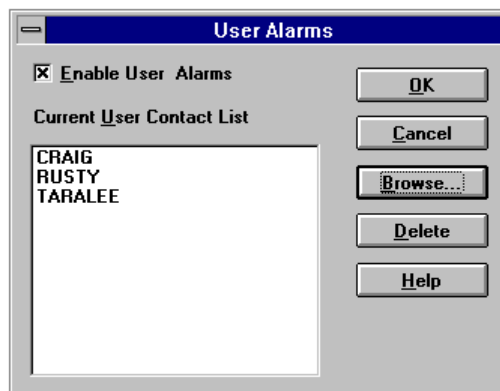 User Alarms
Enable User Alarms
Current User Contact List
CRAIG
RUSTY
TARALEE
OK
Cancel
Browse...
Delete
Help